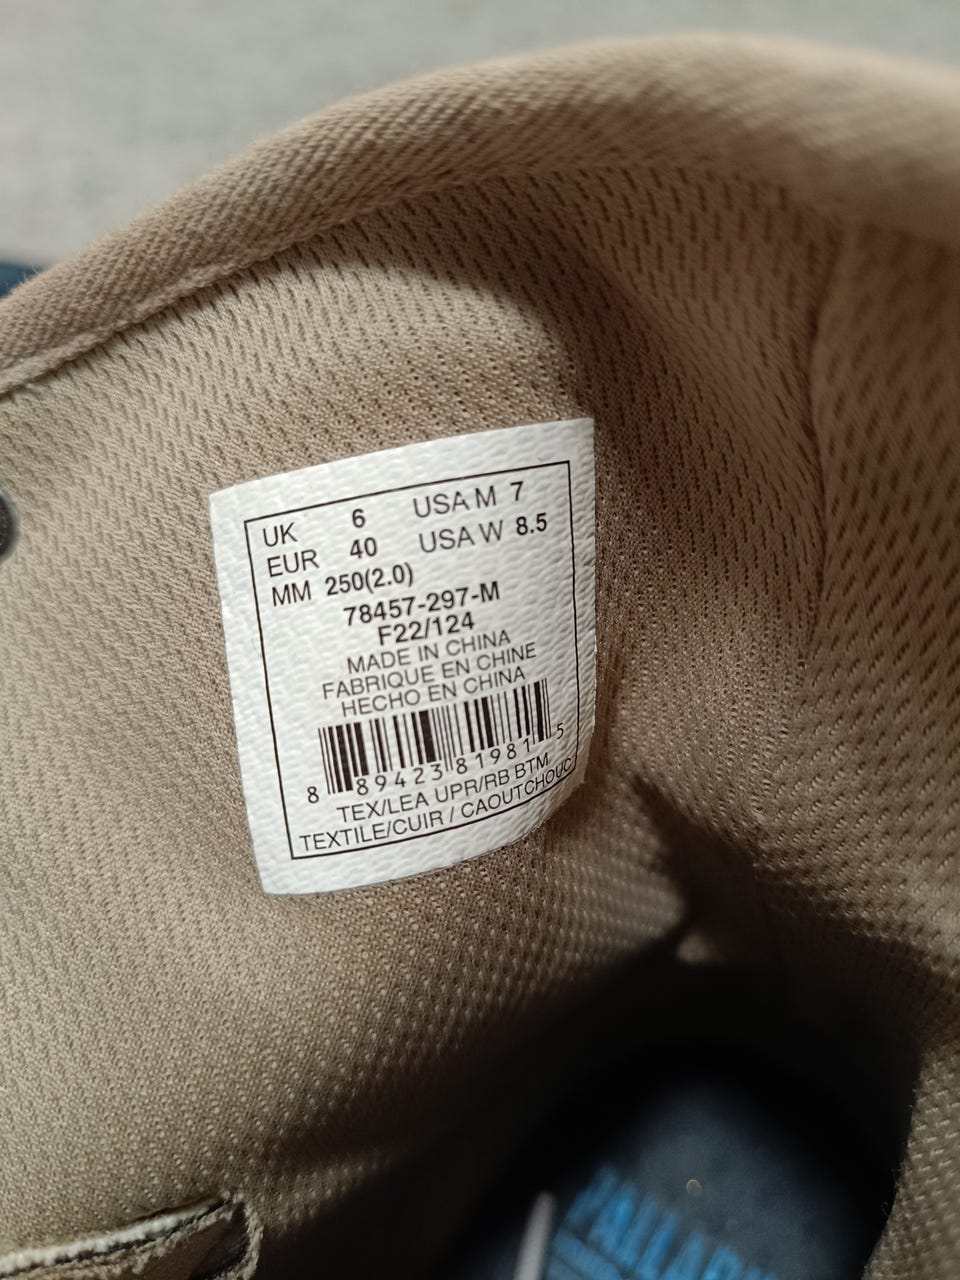 UK 6 USA M 7
EUR 40 USA W 8.5
MM 250(2.0)
78457-297-M
F22/124
MADE IN CHINA
FABRIQUE EN CHINE
HECHO EN CHINA
8 89423 81981 5
TEX/LEA UPR/RB BTM
TEXTILE/CUIR / CAOUTCHOUC